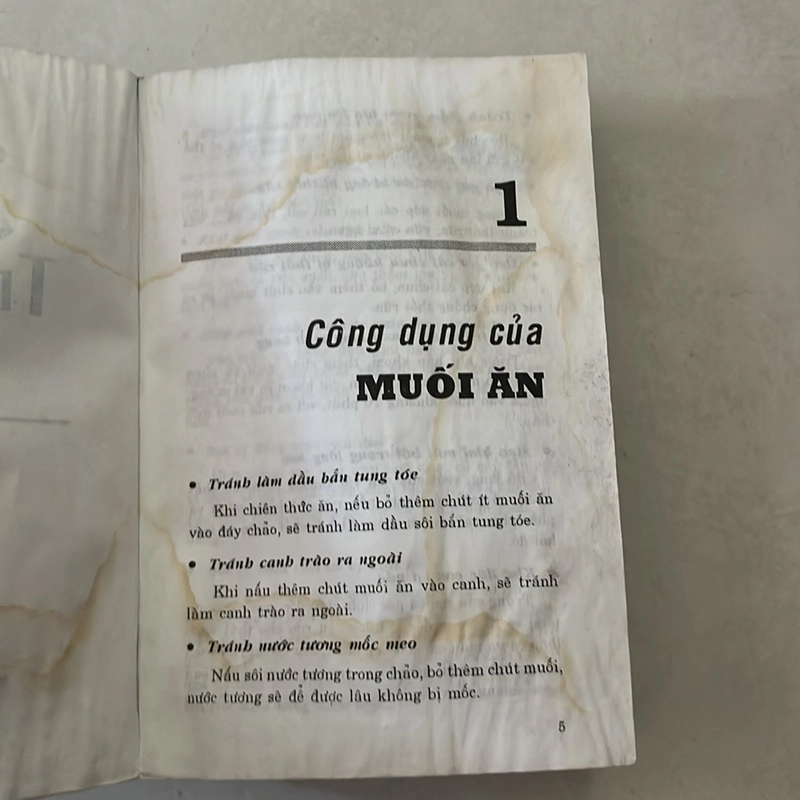 1
Công dụng của
MUỐI ĂN
• Tránh làm dầu bắn tung tóe
Khi chiên thức ăn, nếu bỏ thêm chút ít muối ăn
vào đáy chảo, sẽ tránh làm dầu sôi bắn tung tóe.
• Tránh canh trào ra ngoài
Khi nấu thêm chút muối ăn vào canh, sẽ tránh
làm canh trào ra ngoài.
• Tránh nước tương mốc meo
Nấu sôi nước tương trong chảo, bỏ thêm chút muối,
nước tương sẽ để được lâu không bị mốc.
5